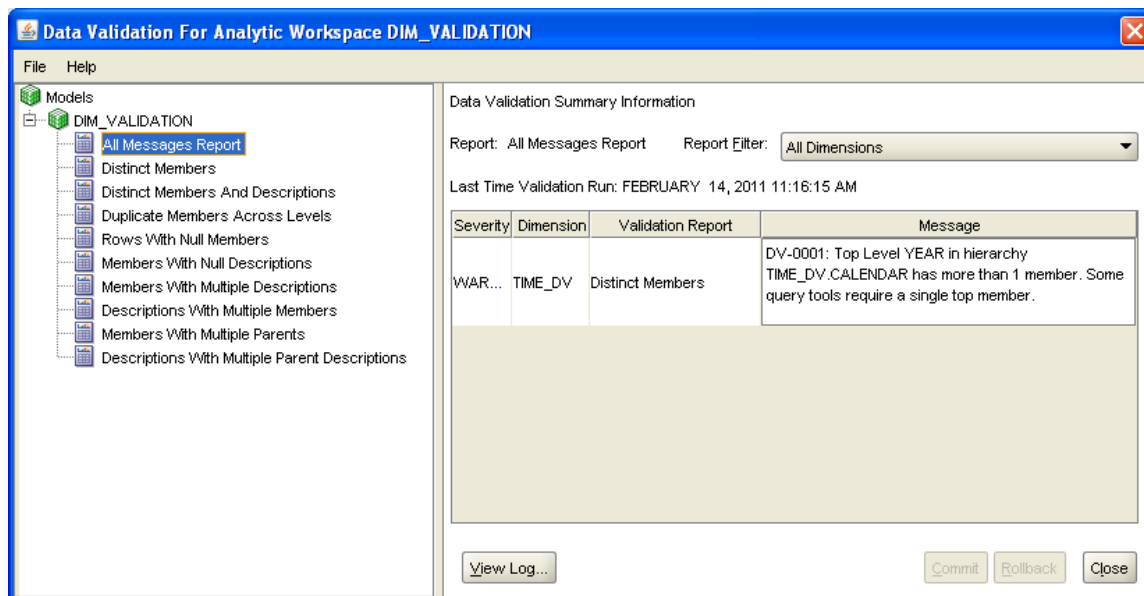 Data Validation For Analytic Workspace DIM_VALIDATION
File Help
Models
DIM_VALIDATION
All Messages Report
Distinct Members
Distinct Members And Descriptions
Duplicate Members Across Levels
Rows With Null Members
Members With Null Descriptions
Members With Multiple Descriptions
Descriptions With Multiple Members
Members With Multiple Parents
Descriptions With Multiple Parent Descriptions
Data Validation Summary Information
Report: All Messages Report Report Filter: All Dimensions
Last Time Validation Run: FEBRUARY 14, 2011 11:16:15 AM
Severity Dimension Validation Report Message
WAR... TIME_DV Distinct Members
DV-0001: Top Level YEAR in hierarchy
TIME_DV.CALENDAR has more than 1 member. Some
query tools require a single top member.
View Log... Commit Rollback Close